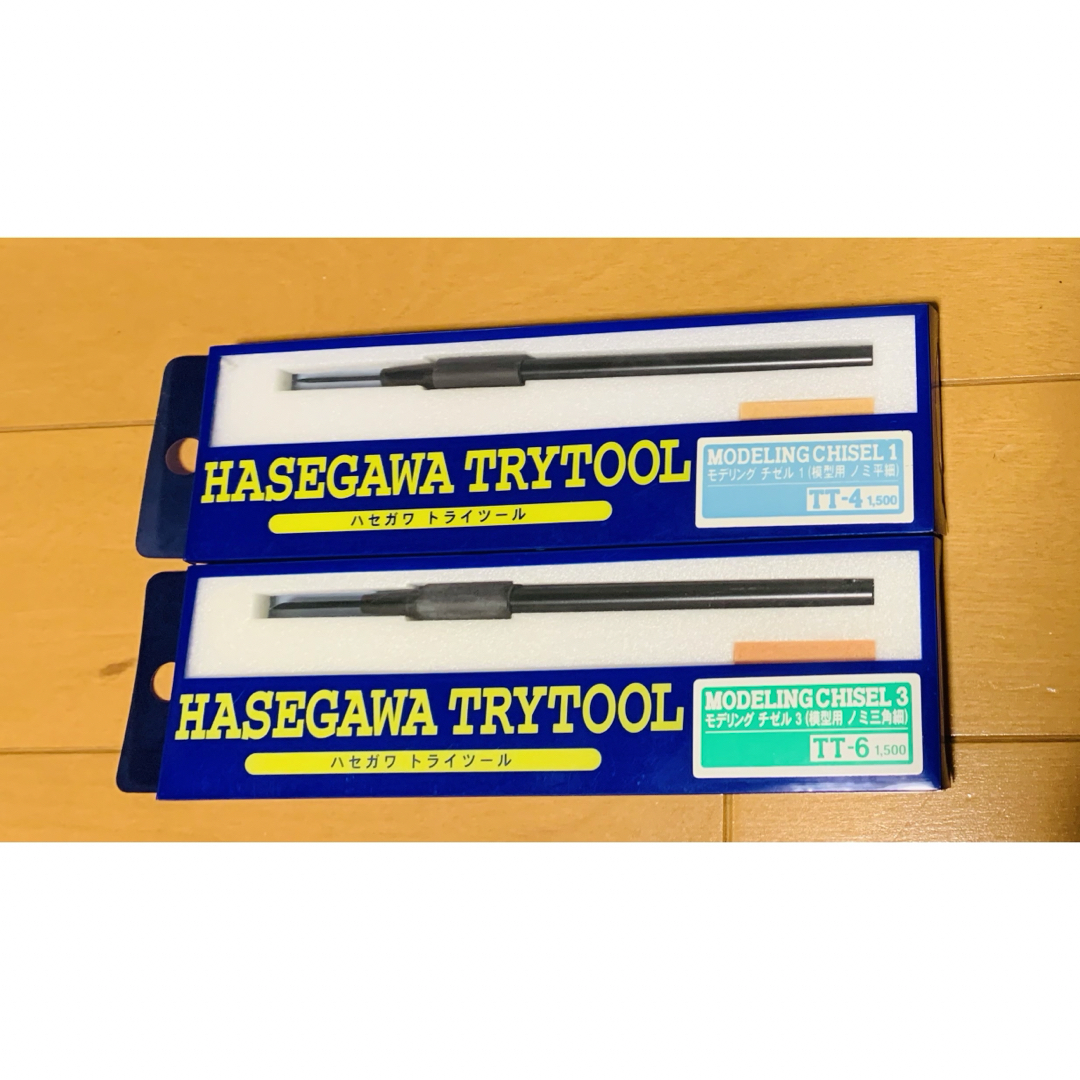 HASEGAWA TRYTOOL
ハセガワ トライツール
MODELING CHISEL 1
モデリング チゼル 1 (模型用 ノミ平細)
TT-4 1,500
HASEGAWA TRYTOOL
ハセガワ トライツール
MODELING CHISEL 3
モデリング チゼル 3 (模型用 ノミ三角細)
TT-6 1,500